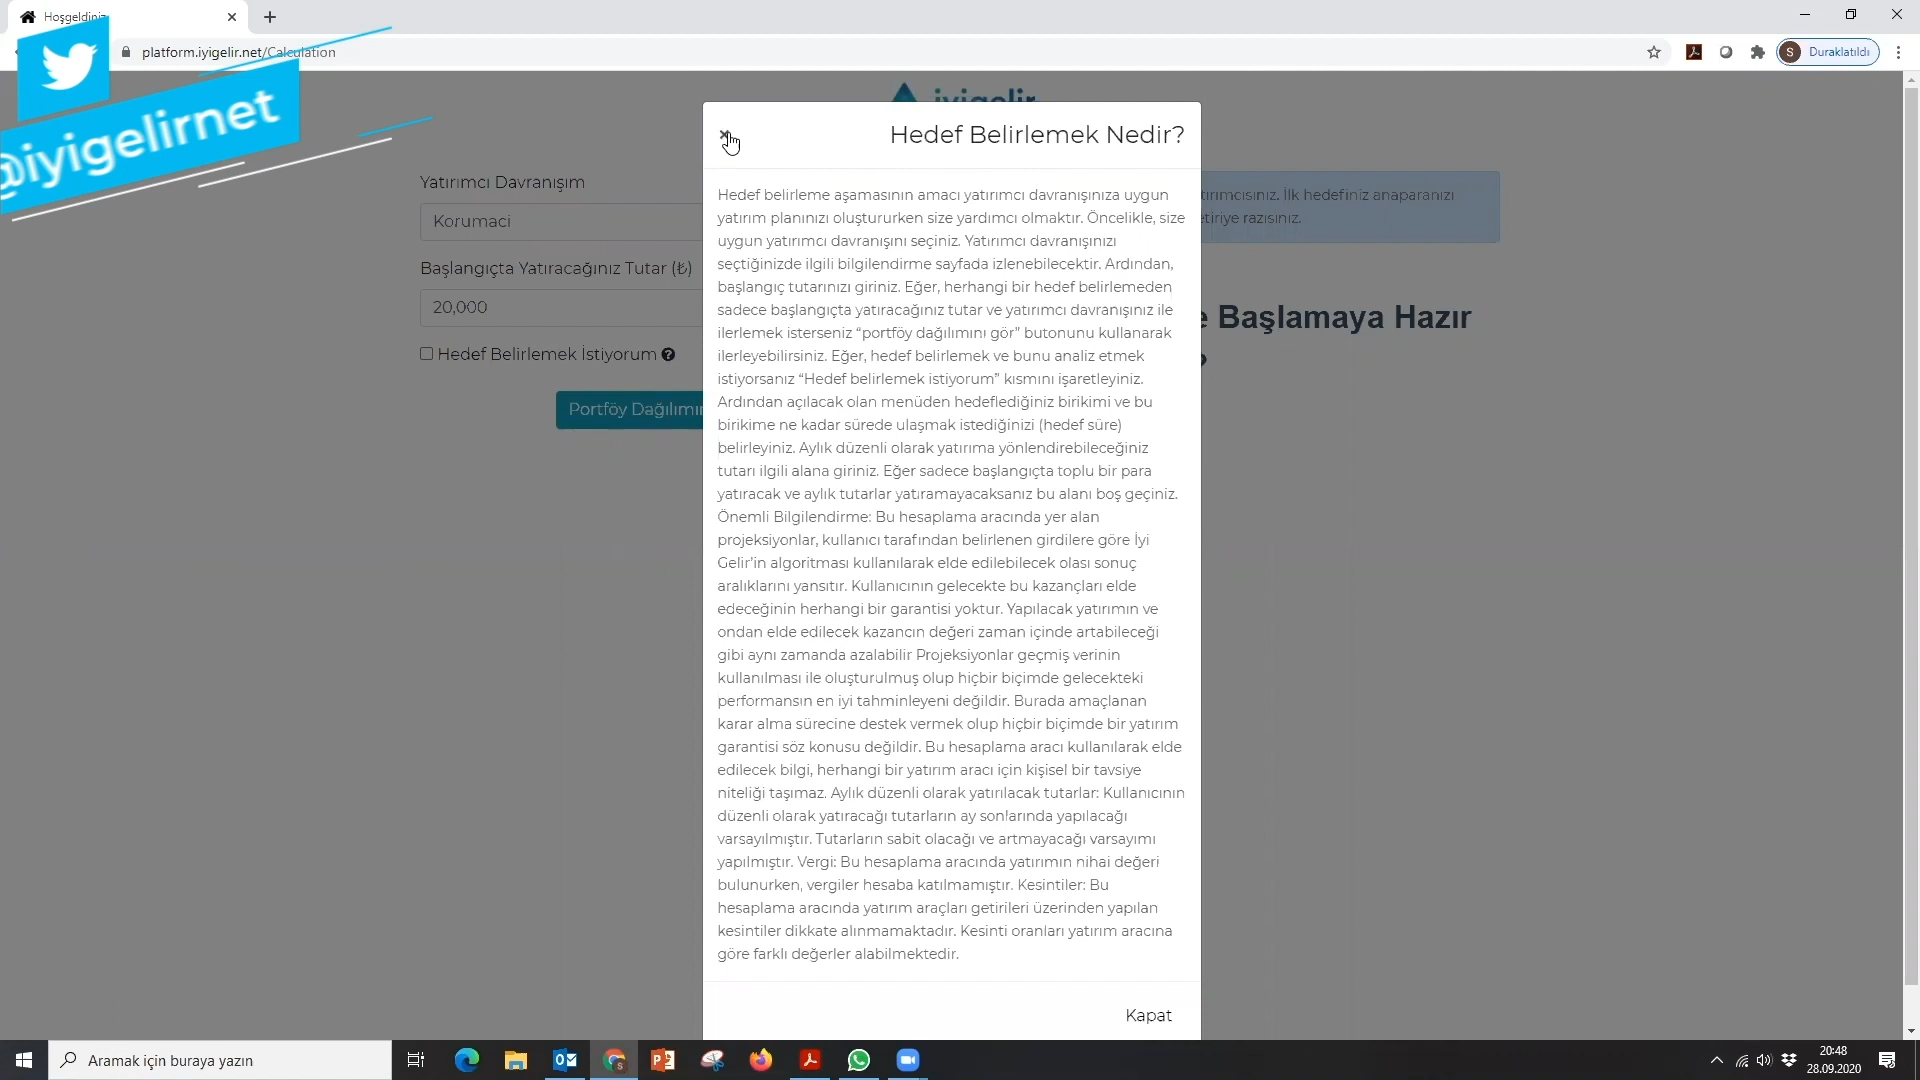 Hoşgeldiniz
platform.iyigelir.net/Calculation
S Duraklatıldı
@iyigelirnet
iyigelir
Hedef Belirlemek Nedir?
Yatırımcı Davranışım
Korumacı
Başlangıçta Yatıracağınız Tutar (₺)
20,000
Hedef Belirlemek İstiyorum
Portföy Dağılımın
tırımcısınız. İlk hedefiniz anaparanızı
etiriye razısınız.
e Başlamaya Hazır
Hedef belirleme aşamasının amacı yatırımcı davranışınıza uygun
yatırım planınızı oluştururken size yardımcı olmaktır. Öncelikle, size
uygun yatırımcı davranışını seçiniz. Yatırımcı davranışınızı
seçtiğinizde ilgili bilgilendirme sayfada izlenebilecektir. Ardından,
başlangıç tutarınızı giriniz. Eğer, herhangi bir hedef belirlemeden
sadece başlangıçta yatıracağınız tutar ve yatırımcı davranışınız ile
ilerlemek isterseniz “portföy dağılımını gör” butonunu kullanarak
ilerleyebilirsiniz. Eğer, hedef belirlemek ve bunu analiz etmek
istiyorsanız “Hedef belirlemek istiyorum” kısmını işaretleyiniz.
Ardından açılacak olan menüden hedeflediğiniz birikimi ve bu
birikime ne kadar sürede ulaşmak istediğinizi (hedef süre)
belirleyiniz. Aylık düzenli olarak yatırıma yönlendirebileceğiniz
tutarı ilgili alana giriniz. Eğer sadece başlangıçta toplu bir para
yatıracak ve aylık tutarlar yatıramayacaksanız bu alanı boş geçiniz.
Önemli Bilgilendirme: Bu hesaplama aracında yer alan
projeksiyonlar, kullanıcı tarafından belirlenen girdilere göre İyi
Gelir’in algoritması kullanılarak elde edilebilecek olası sonuç
aralıklarını yansıtır. Kullanıcının gelecekte bu kazançları elde
edeceğinin herhangi bir garantisi yoktur. Yapılacak yatırımın ve
ondan elde edilecek kazancın değeri zaman içinde artabileceği
gibi aynı zamanda azalabilir Projeksiyonlar geçmiş verinin
kullanılması ile oluşturulmuş olup hiçbir biçimde gelecekteki
performansın en iyi tahminleyeni değildir. Burada amaçlanan
karar alma sürecine destek vermek olup hiçbir biçimde bir yatırım
garantisi söz konusu değildir. Bu hesaplama aracı kullanılarak elde
edilecek bilgi, herhangi bir yatırım aracı için kişisel bir tavsiye
niteliği taşımaz. Aylık düzenli olarak yatırılacak tutarlar: Kullanıcının
düzenli olarak yatıracağı tutarların ay sonlarında yapılacağı
varsayılmıştır. Tutarların sabit olacağı ve artmayacağı varsayımı
yapılmıştır. Vergi: Bu hesaplama aracında yatırımın nihai değeri
bulunurken, vergiler hesaba katılmamıştır. Kesintiler: Bu
hesaplama aracında yatırım araçları getirileri üzerinden yapılan
kesintiler dikkate alınmamaktadır. Kesinti oranları yatırım aracına
göre farklı değerler alabilmektedir.
Kapat
Aramak için buraya yazın
20:48
28.09.2020